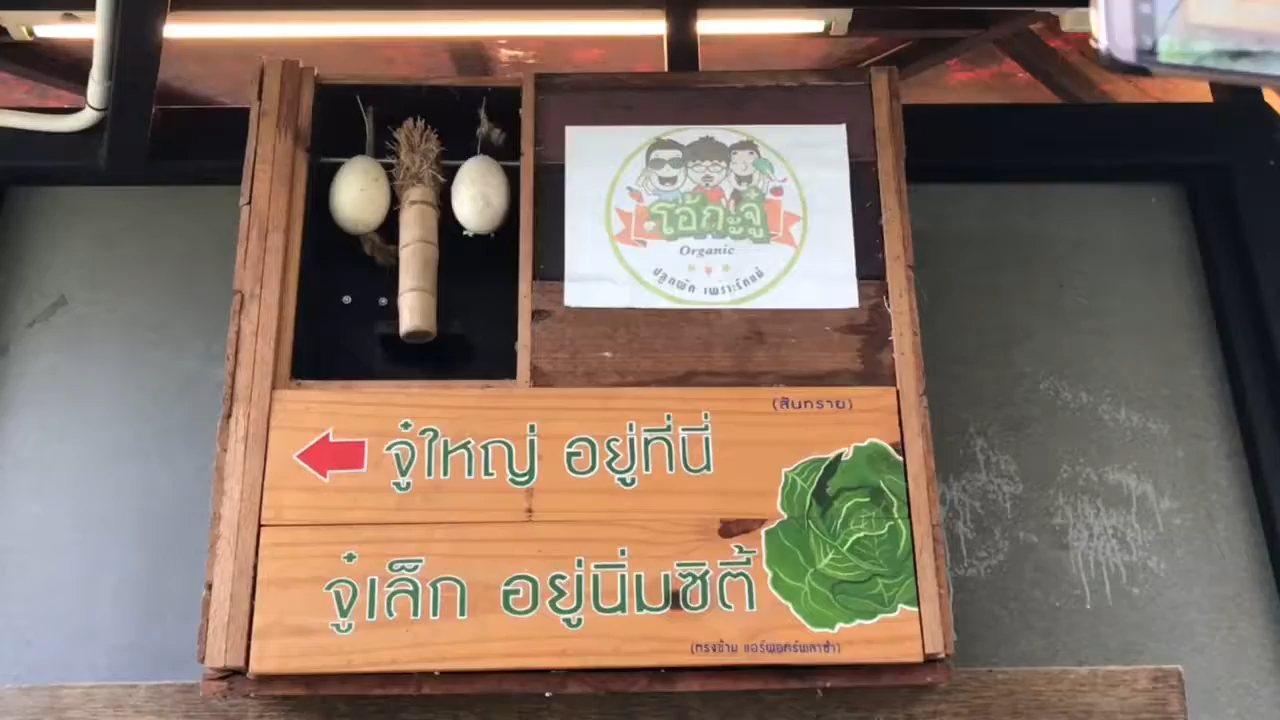 โอ้กะจู๋
Organic
ปลูกผัก เพราะรักแม่
(สันทราย)
จู๋ใหญ่ อยู่ที่นี่
จู๋เล็ก อยู่นิ่มซิตี้
(ตรงข้าม แอร์พอตร์พลาซ่า)